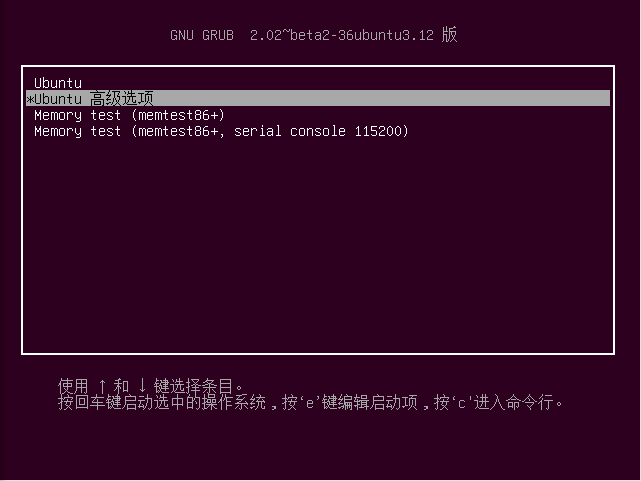 GNU GRUB  2.02~beta2-36ubuntu3.12 版
Ubuntu
*Ubuntu 高级选项
Memory test (memtest86+)
Memory test (memtest86+, serial console 115200)
使用 ↑ 和 ↓ 键选择条目。
按回车键启动选中的操作系统，按‘e’键编辑启动项，按‘c'进入命令行。